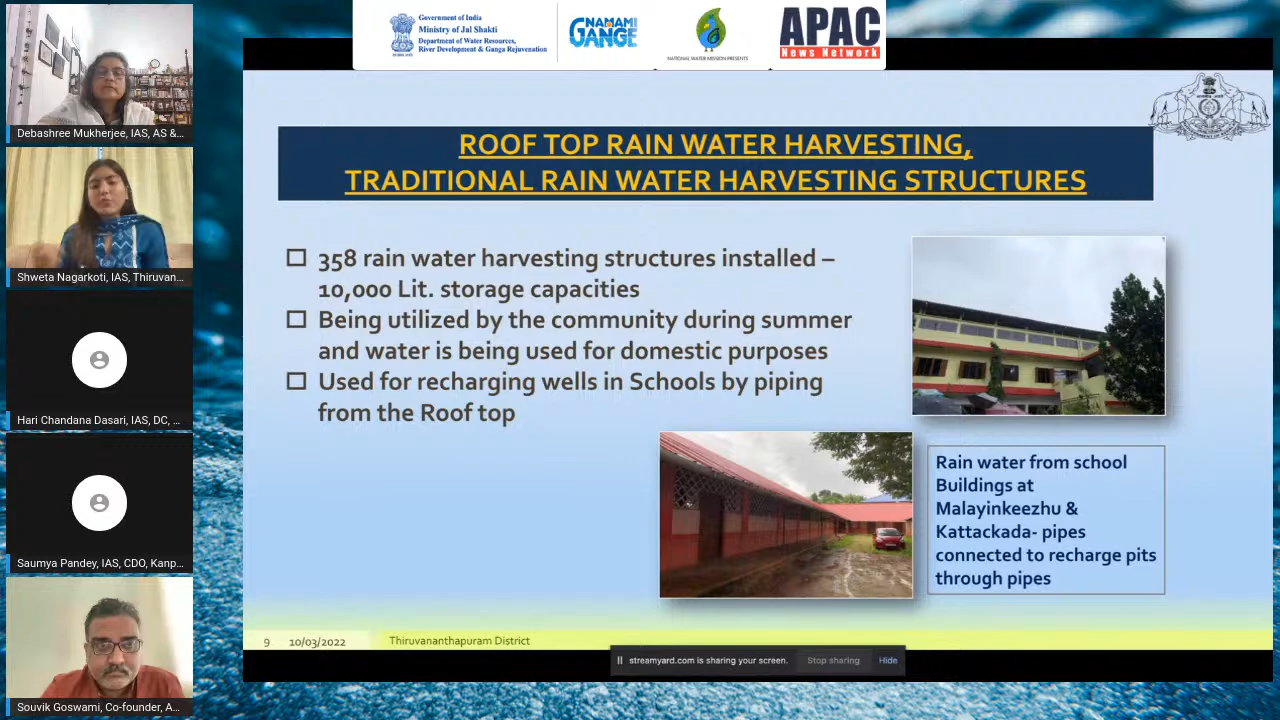 Government of India
Ministry of Jal Shakti
Department of Water Resources,
River Development & Ganga Rejuvenation
NAMAMI
GANGE
NATIONAL WATER MISSION PRESENTS
APAC
News Network
Debashree Mukherjee, IAS, AS &...
Shweta Nagarkoti, IAS, Thiruvan...
Hari Chandana Dasari, IAS, DC, ...
Saumya Pandey, IAS, CDO, Kanp...
Souvik Goswami, Co-founder, A...
ROOF TOP RAIN WATER HARVESTING,
TRADITIONAL RAIN WATER HARVESTING STRUCTURES
358 rain water harvesting structures installed –
10,000 Lit. storage capacities
Being utilized by the community during summer
and water is being used for domestic purposes
Used for recharging wells in Schools by piping
from the Roof top
Rain water from school
Buildings at
Malayinkeezhu &
Kattackada- pipes
connected to recharge pits
through pipes
9 10/03/2022 Thiruvananthapuram District
streamyard.com is sharing your screen. Stop sharing Hide